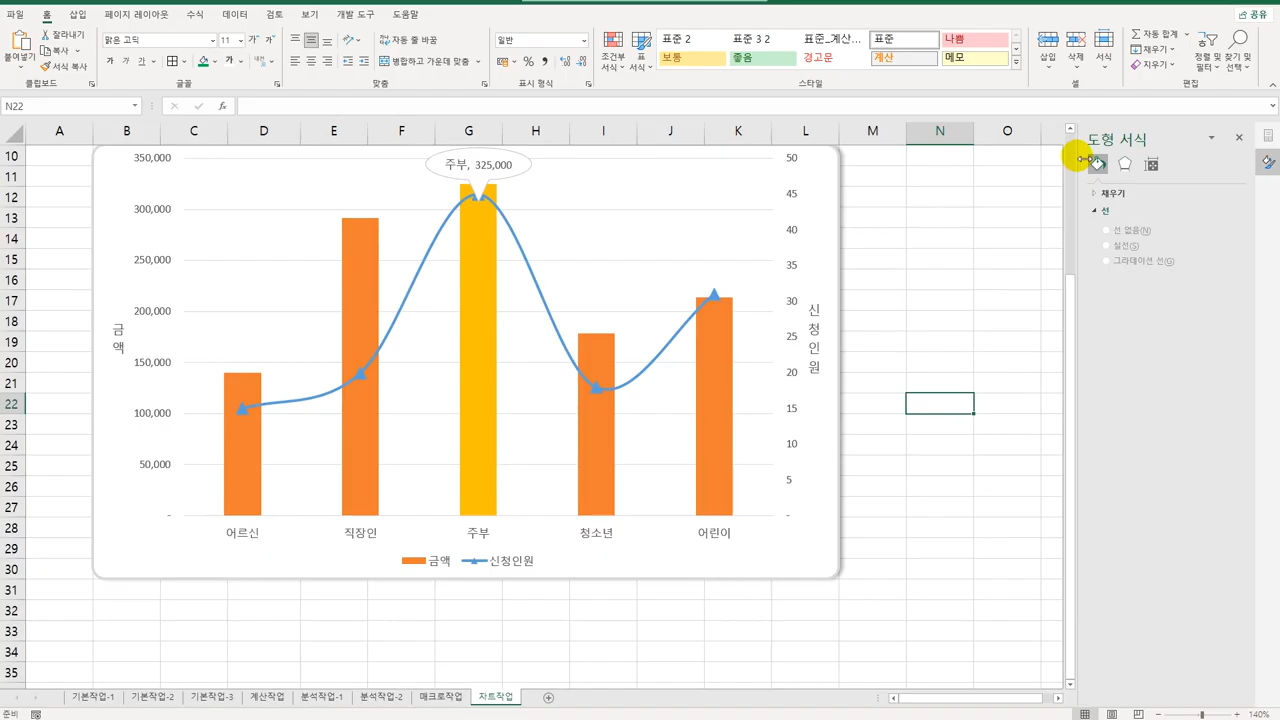 파일 홈 삽입 페이지 레이아웃 수식 데이터 검토 보기 개발 도구 도움말 공유
잘라내기
복사
서식 복사
붙여넣기
클립보드
맑은 고딕 11
가 가 가
글꼴
자동 줄 바꿈
병합하고 가운데 맞춤
맞춤
일반
표시 형식
조건부 서식
표 서식
표준 2 표준 3 2 표준_계산... 표준 나쁨
보통 좋음 경고문 계산 메모
스타일
삽입 삭제 서식
셀
자동 합계
채우기
지우기
정렬 및 필터
찾기 및 선택
편집
N22
fx
A B C D E F G H I J K L M N O
10
11
12
13
14
15
16
17
18
19
20
21
22
23
24
25
26
27
28
29
30
31
32
33
34
35
350,000
300,000
250,000
200,000
150,000
100,000
50,000
-
금액
주부, 325,000
50
45
40
35
30
25
20
15
10
5
-
신청인원
어르신 직장인 주부 청소년 어린이
금액 신청인원
도형 서식
채우기
선
선 없음(N)
실선(S)
그라데이션 선(G)
기본작업-1 기본작업-2 기본작업-3 계산작업 분석작업-1 분석작업-2 매크로작업 차트작업
준비
140%